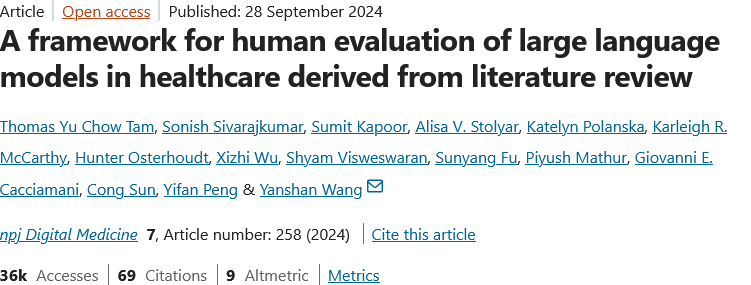 Article Open access Published: 28 September 2024
A framework for human evaluation of large language
models in healthcare derived from literature review
Thomas Yu Chow Tam, Sonish Sivarajkumar, Sumit Kapoor, Alisa V. Stolyar, Katelyn Polanska, Karleigh R.
McCarthy, Hunter Osterhoudt, Xizhi Wu, Shyam Visweswaran, Sunyang Fu, Piyush Mathur, Giovanni E.
Cacciamani, Cong Sun, Yifan Peng & Yanshan Wang
npj Digital Medicine 7, Article number: 258 (2024) Cite this article
36k Accesses 69 Citations 9 Altmetric Metrics